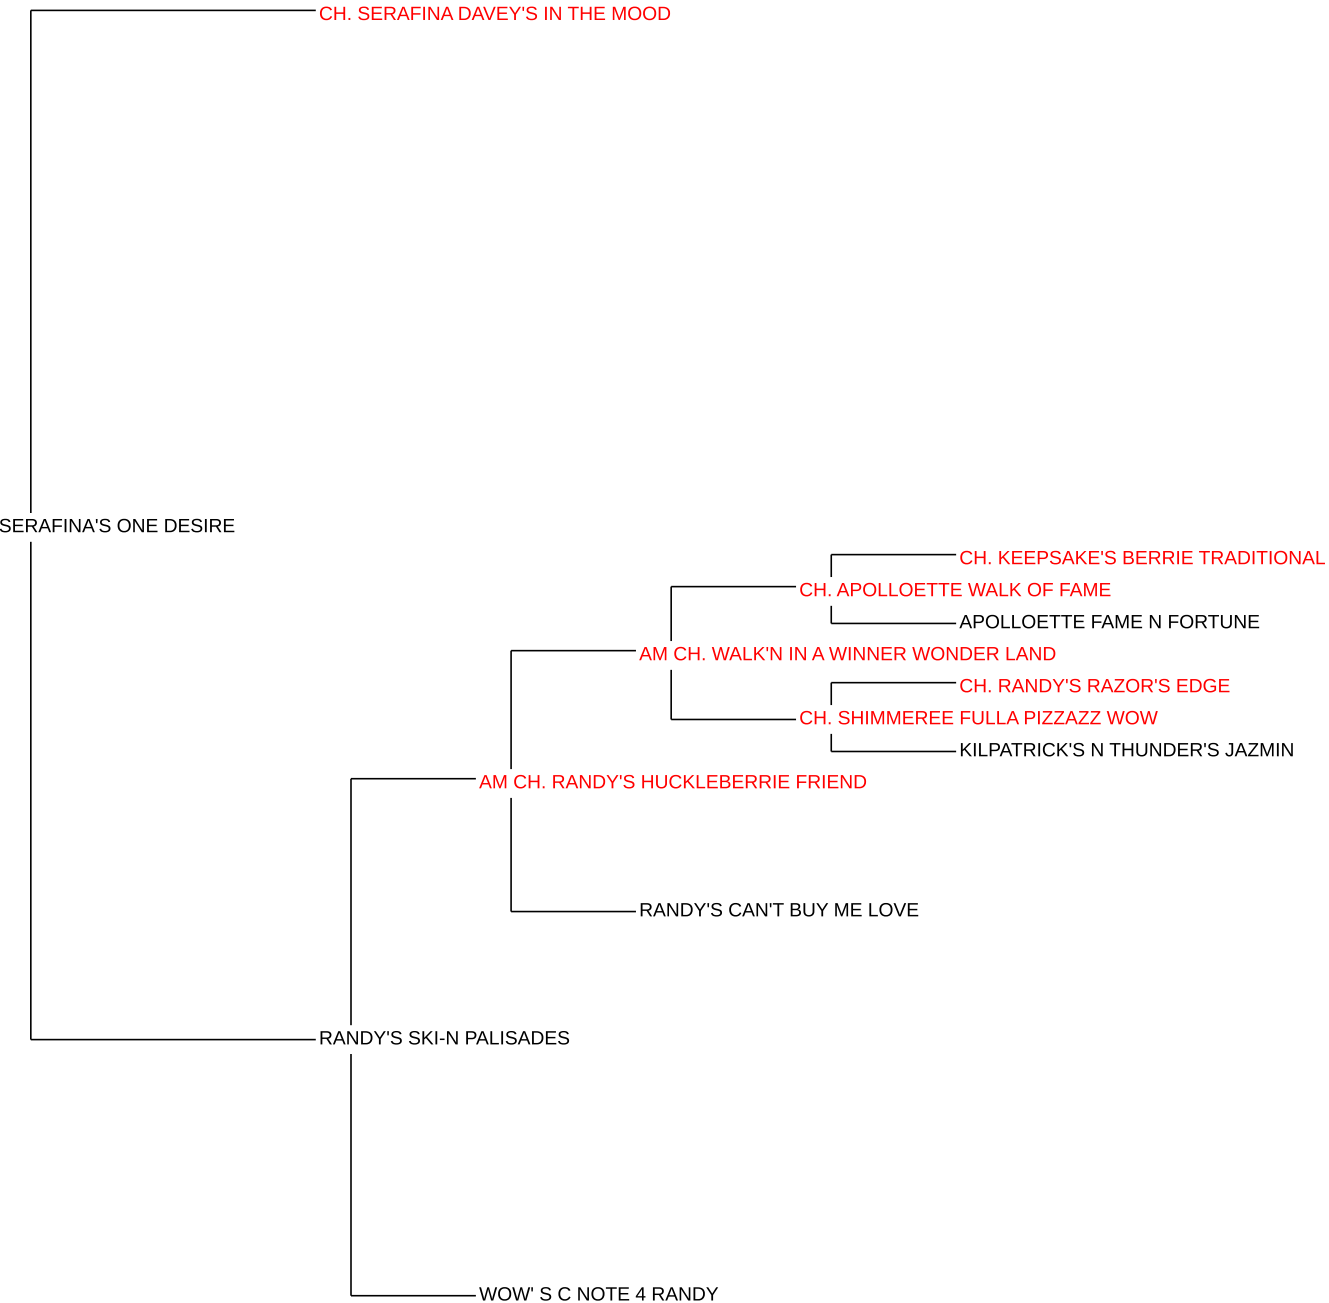 CH. SERAFINA DAVEY'S IN THE MOOD
SERAFINA'S ONE DESIRE
CH. KEEPSAKE'S BERRIE TRADITIONAL
CH. APOLLOETTE WALK OF FAME
APOLLOETTE FAME N FORTUNE
AM CH. WALK'N IN A WINNER WONDER LAND
CH. RANDY'S RAZOR'S EDGE
CH. SHIMMEREE FULLA PIZZAZZ WOW
KILPATRICK'S N THUNDER'S JAZMIN
AM CH. RANDY'S HUCKLEBERRIE FRIEND
RANDY'S CAN'T BUY ME LOVE
RANDY'S SKI-N PALISADES
WOW' S C NOTE 4 RANDY